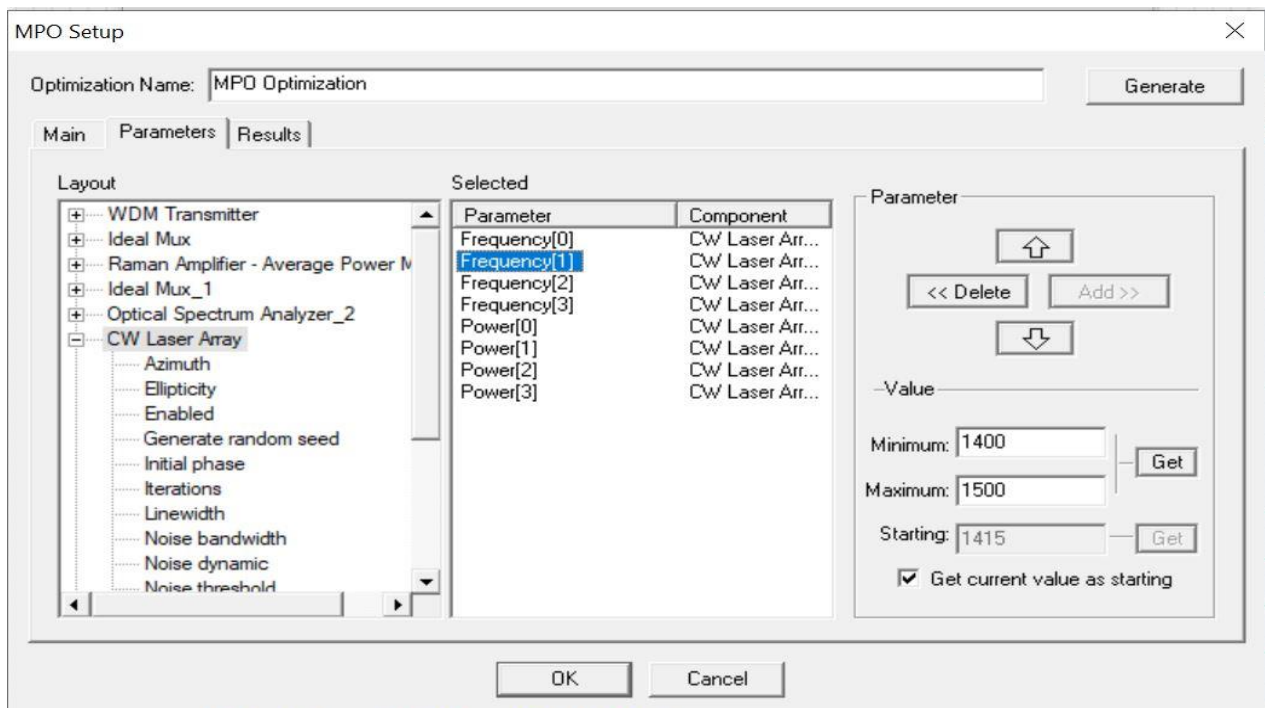 MPO Setup
Optimization Name: MPO Optimization
Generate
Main Parameters Results
Layout
WDM Transmitter
Ideal Mux
Raman Amplifier - Average Power M
Ideal Mux_1
Optical Spectrum Analyzer_2
CW Laser Array
Azimuth
Ellipticity
Enabled
Generate random seed
Initial phase
Iterations
Linewidth
Noise bandwidth
Noise dynamic
Noise threshold
Selected
Parameter Component
Frequency[0] CW Laser Arr...
Frequency[1] CW Laser Arr...
Frequency[2] CW Laser Arr...
Frequency[3] CW Laser Arr...
Power[0] CW Laser Arr...
Power[1] CW Laser Arr...
Power[2] CW Laser Arr...
Power[3] CW Laser Arr...
Parameter
<< Delete Add >>
Value
Minimum: 1400
Get
Maximum: 1500
Starting: 1415 Get
Get current value as starting
OK Cancel